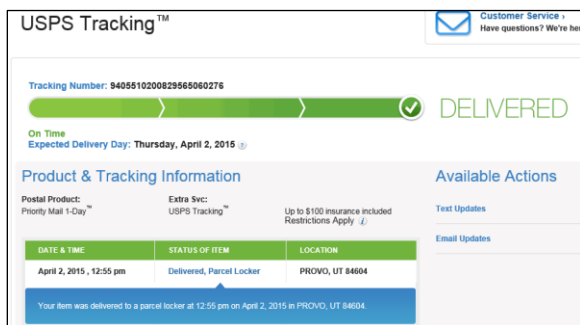 USPS Tracking™
Customer Service ›
Have questions? We're her
Tracking Number: 9405510200829565060276
DELIVERED
On Time
Expected Delivery Day: Thursday, April 2, 2015
Product & Tracking Information
Available Actions
Postal Product:
Priority Mail 1-Day™
Extra Svc:
USPS Tracking™
Up to $100 insurance included
Restrictions Apply
Text Updates
Email Updates
DATE & TIME STATUS OF ITEM LOCATION
April 2, 2015 , 12:55 pm Delivered, Parcel Locker PROVO, UT 84604
Your item was delivered to a parcel locker at 12:55 pm on April 2, 2015 in PROVO, UT 84604.